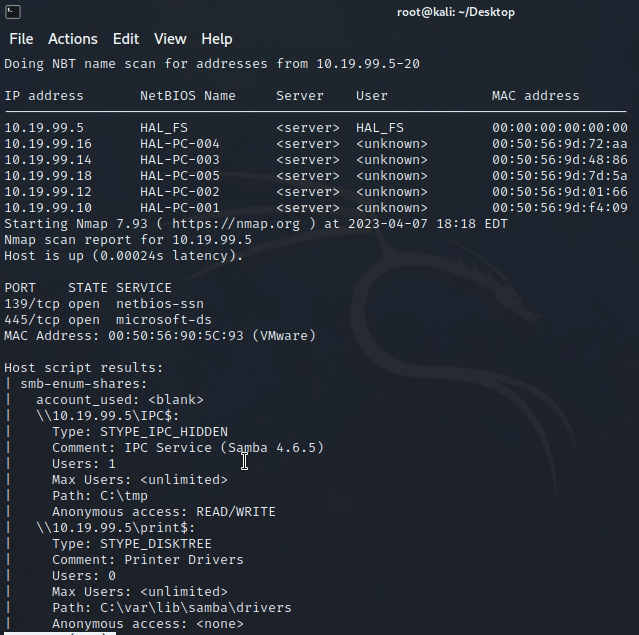 root@kali: ~/Desktop
File Actions Edit View Help
Doing NBT name scan for addresses from 10.19.99.5-20
IP address NetBIOS Name Server User MAC address
10.19.99.5 HAL_FS <server> HAL_FS 00:00:00:00:00:00
10.19.99.16 HAL-PC-004 <server> <unknown> 00:50:56:9d:72:aa
10.19.99.14 HAL-PC-003 <server> <unknown> 00:50:56:9d:48:86
10.19.99.18 HAL-PC-005 <server> <unknown> 00:50:56:9d:7d:5a
10.19.99.12 HAL-PC-002 <server> <unknown> 00:50:56:9d:01:66
10.19.99.10 HAL-PC-001 <server> <unknown> 00:50:56:9d:f4:09
Starting Nmap 7.93 ( https://nmap.org ) at 2023-04-07 18:18 EDT
Nmap scan report for 10.19.99.5
Host is up (0.00024s latency).
PORT STATE SERVICE
139/tcp open netbios-ssn
445/tcp open microsoft-ds
MAC Address: 00:50:56:90:5C:93 (VMware)
Host script results:
| smb-enum-shares:
| account_used: <blank>
| \\10.19.99.5\IPC$:
| Type: STYPE_IPC_HIDDEN
| Comment: IPC Service (Samba 4.6.5)
| Users: 1
| Max Users: <unlimited>
| Path: C:\tmp
| Anonymous access: READ/WRITE
| \\10.19.99.5\print$:
| Type: STYPE_DISKTREE
| Comment: Printer Drivers
| Users: 0
| Max Users: <unlimited>
| Path: C:\var\lib\samba\drivers
| Anonymous access: <none>